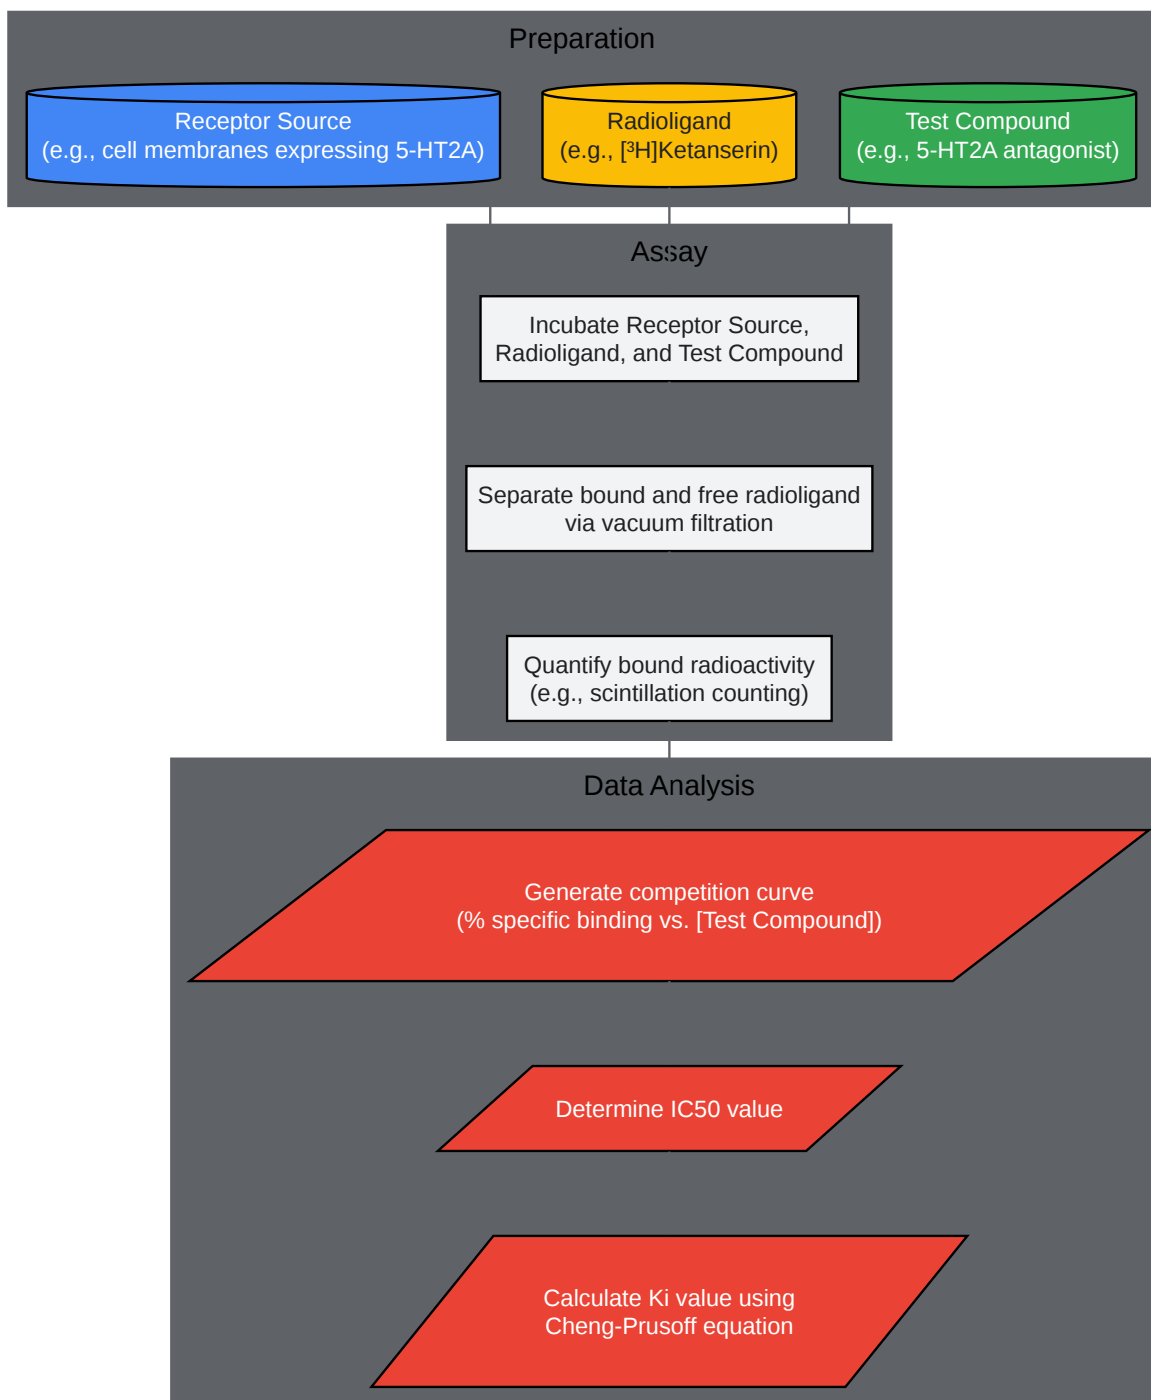 Preparation
Receptor Source
(e.g., cell membranes expressing 5-HT2A)
Radioligand
(e.g., [³H]Ketanserin)
Test Compound
(e.g., 5-HT2A antagonist)
Assay
Incubate Receptor Source,
Radioligand, and Test Compound
Separate bound and free radioligand
via vacuum filtration
Quantify bound radioactivity
(e.g., scintillation counting)
Data Analysis
Generate competition curve
(% specific binding vs. [Test Compound])
Determine IC50 value
Calculate Ki value using
Cheng-Prusoff equation